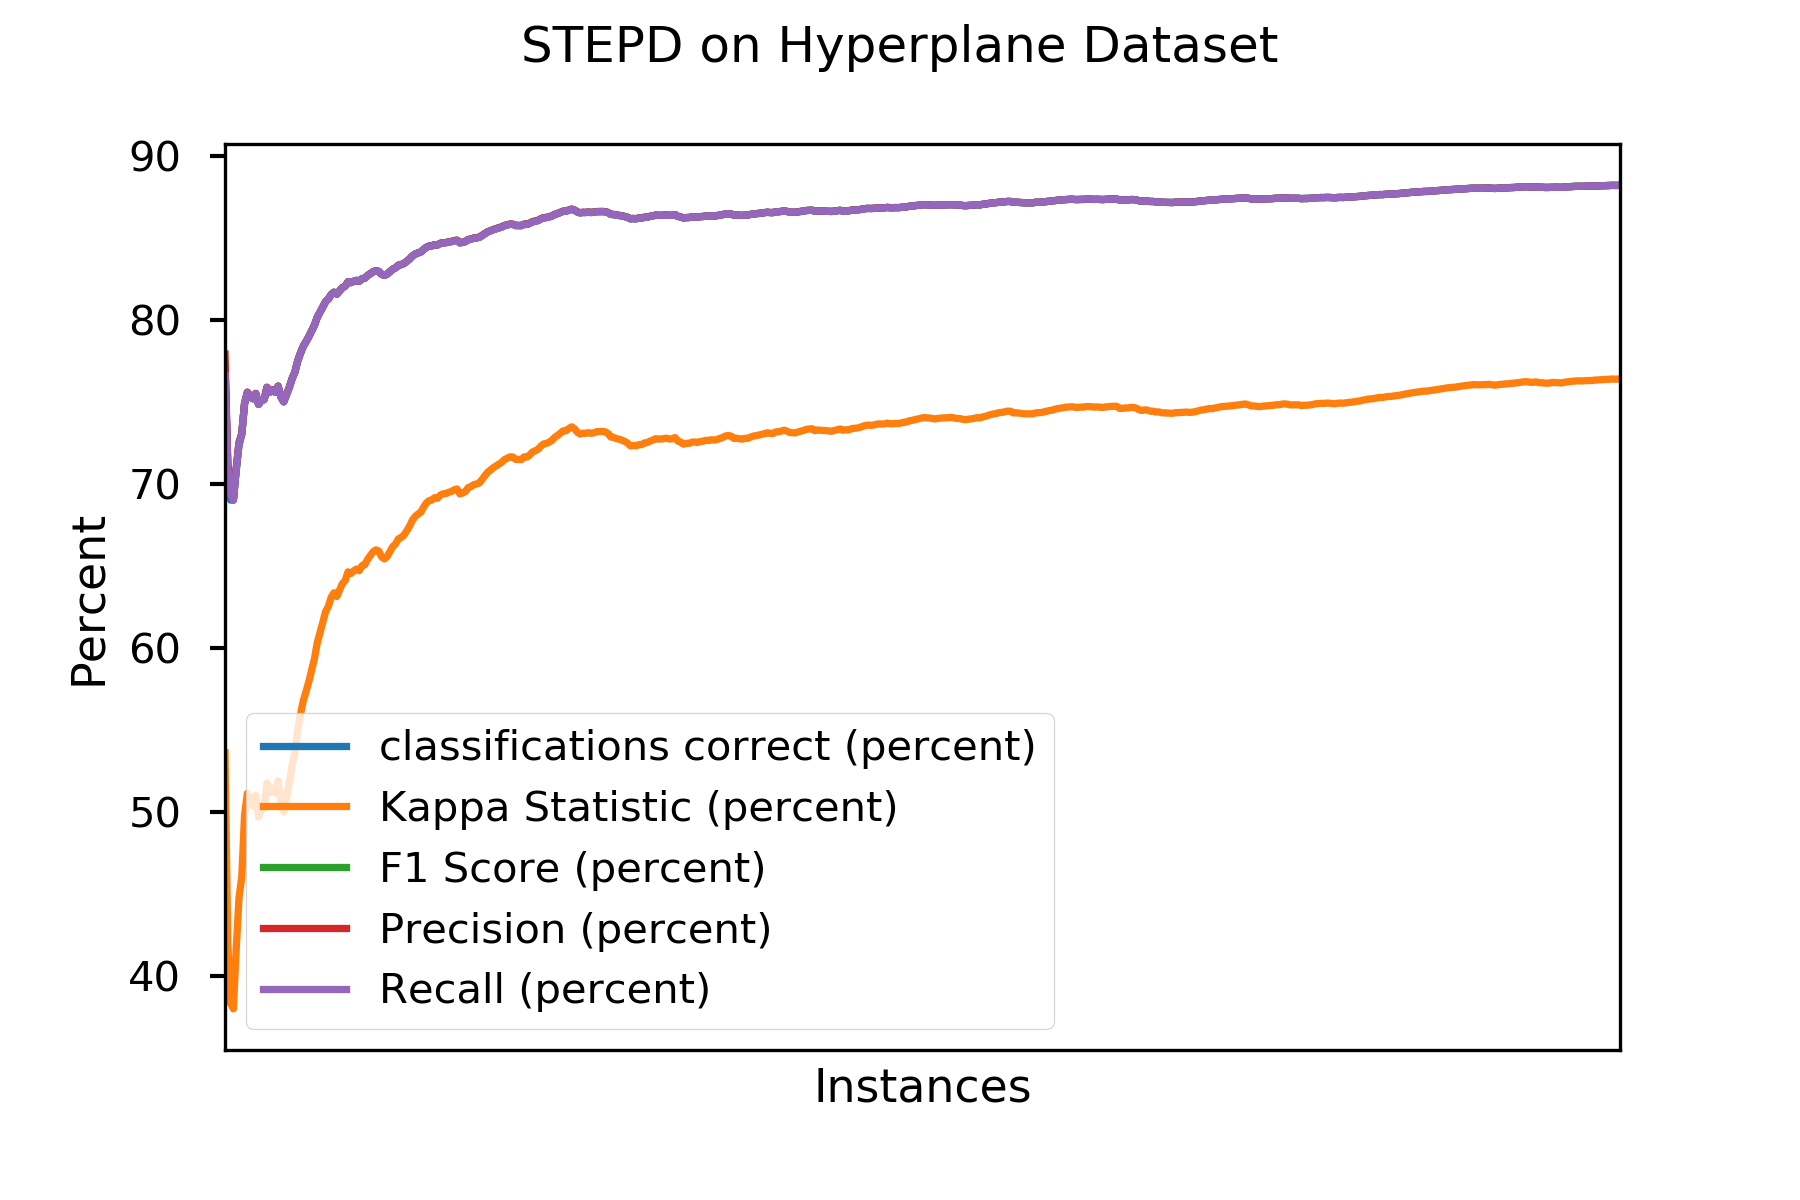 STEPD on Hyperplane Dataset
90
80
70
60
50
40
Percent
classifications correct (percent)
Kappa Statistic (percent)
F1 Score (percent)
Precision (percent)
Recall (percent)
Instances